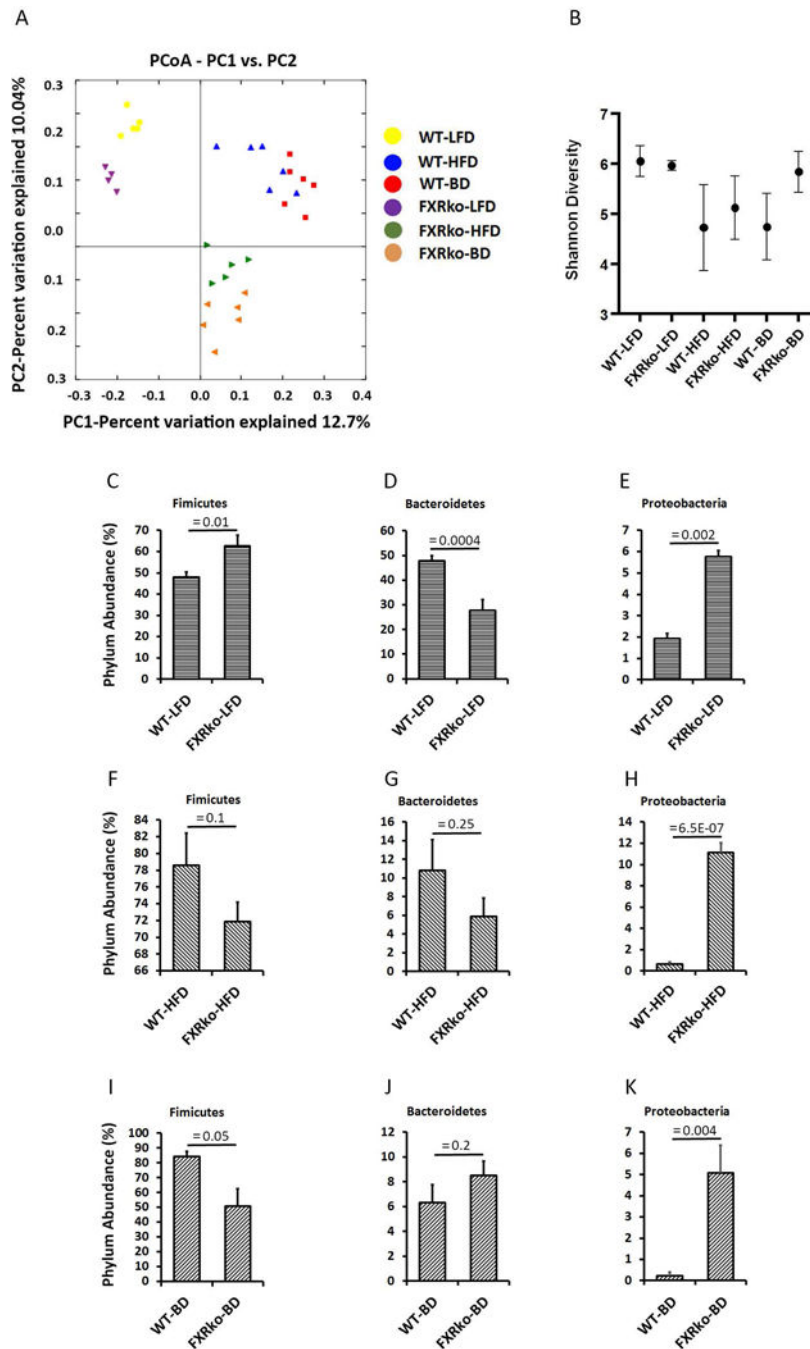 A
PCoA - PC1 vs. PC2
PC2-Percent variation explained 10.04%
0.3
0.2
0.1
0.0
0.1
0.2
0.3
-0.3
-0.2
-0.1
0.0
0.1
0.2
0.3
0.4
PC1-Percent variation explained 12.7%
WT-LFD
WT-HFD
WT-BD
FXRko-LFD
FXRko-HFD
FXRko-BD
B
Shannon Diversity
7
6
5
4
3
WT-LFD
FXRko-LFD
WT-HFD
FXRko-HFD
WT-BD
FXRko-BD
C
Fimicutes
Phylum Abundance (%)
70
60
50
40
30
20
10
0
= 0.01
WT-LFD
FXRko-LFD
D
Bacteroidetes
60
50
40
30
20
10
0
= 0.0004
WT-LFD
FXRko-LFD
E
Proteobacteria
7
6
5
4
3
2
1
0
= 0.002
WT-LFD
FXRko-LFD
F
Fimicutes
Phylum Abundance (%)
84
82
80
78
76
74
72
70
68
66
= 0.1
WT-HFD
FXRko-HFD
G
Bacteroidetes
16
14
12
10
8
6
4
2
0
= 0.25
WT-HFD
FXRko-HFD
H
Proteobacteria
14
12
10
8
6
4
2
0
=6.5E-07
WT-HFD
FXRko-HFD
I
Fimicutes
Phylum Abundance (%)
100
90
80
70
60
50
40
30
20
10
0
= 0.05
WT-BD
FXRko-BD
J
Bacteroidetes
12
10
8
6
4
2
0
= 0.2
WT-BD
FXRko-BD
K
Proteobacteria
7
6
5
4
3
2
1
0
= 0.004
WT-BD
FXRko-BD